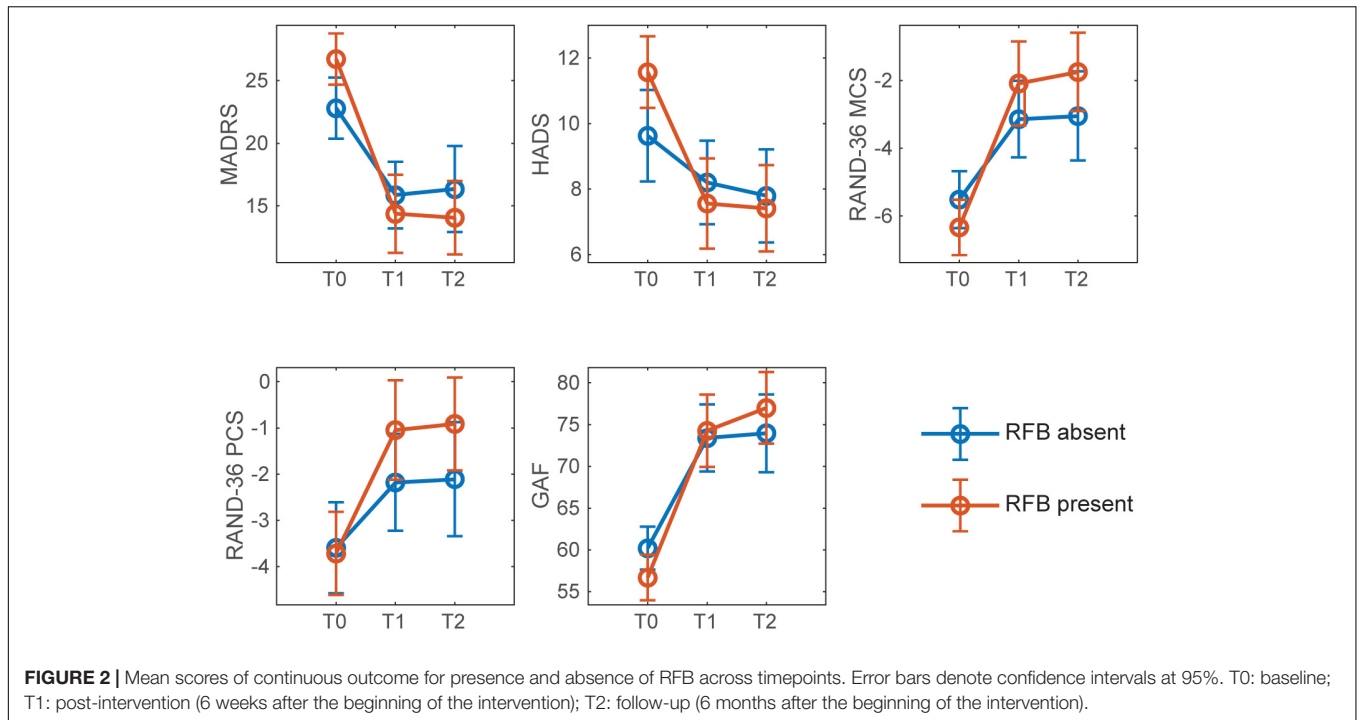 MADRS
25
20
15
T0 T1 T2
HADS
12
10
8
6
T0 T1 T2
RAND-36 MCS
-2
-4
-6
T0 T1 T2
RAND-36 PCS
0
-1
-2
-3
-4
T0 T1 T2
GAF
80
75
70
65
60
55
T0 T1 T2
RFB absent
RFB present
FIGURE 2 | Mean scores of continuous outcome for presence and absence of RFB across timepoints. Error bars denote confidence intervals at 95%. T0: baseline;
T1: post-intervention (6 weeks after the beginning of the intervention); T2: follow-up (6 months after the beginning of the intervention).